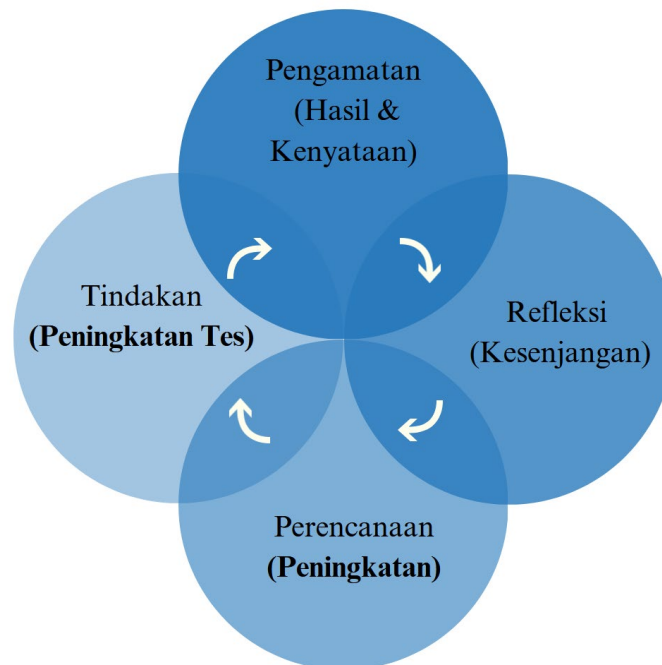 Pengamatan
(Hasil &
Kenyataan)
Tindakan
(Peningkatan Tes)
Refleksi
(Kesenjangan)
Perencanaan
(Peningkatan)